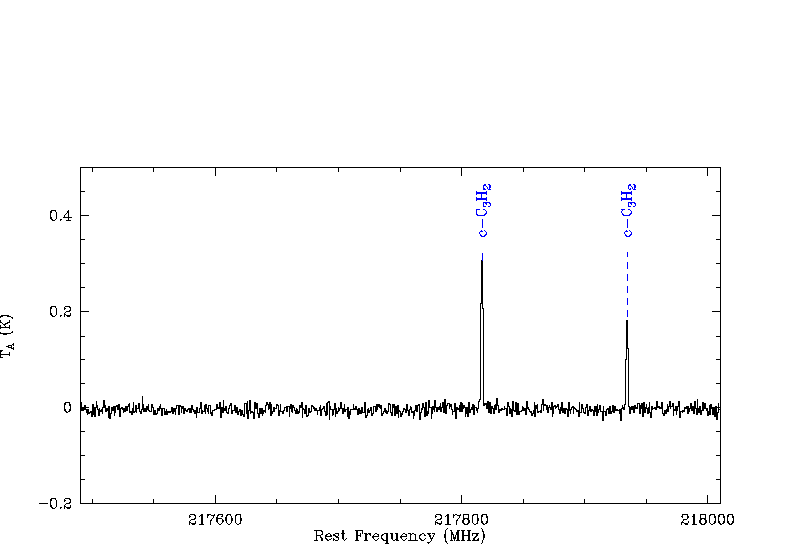 c-C3H2
c-C3H2
0.4
0.2
0
-0.2
TA (K)
217600
217800
218000
Rest Frequency (MHz)